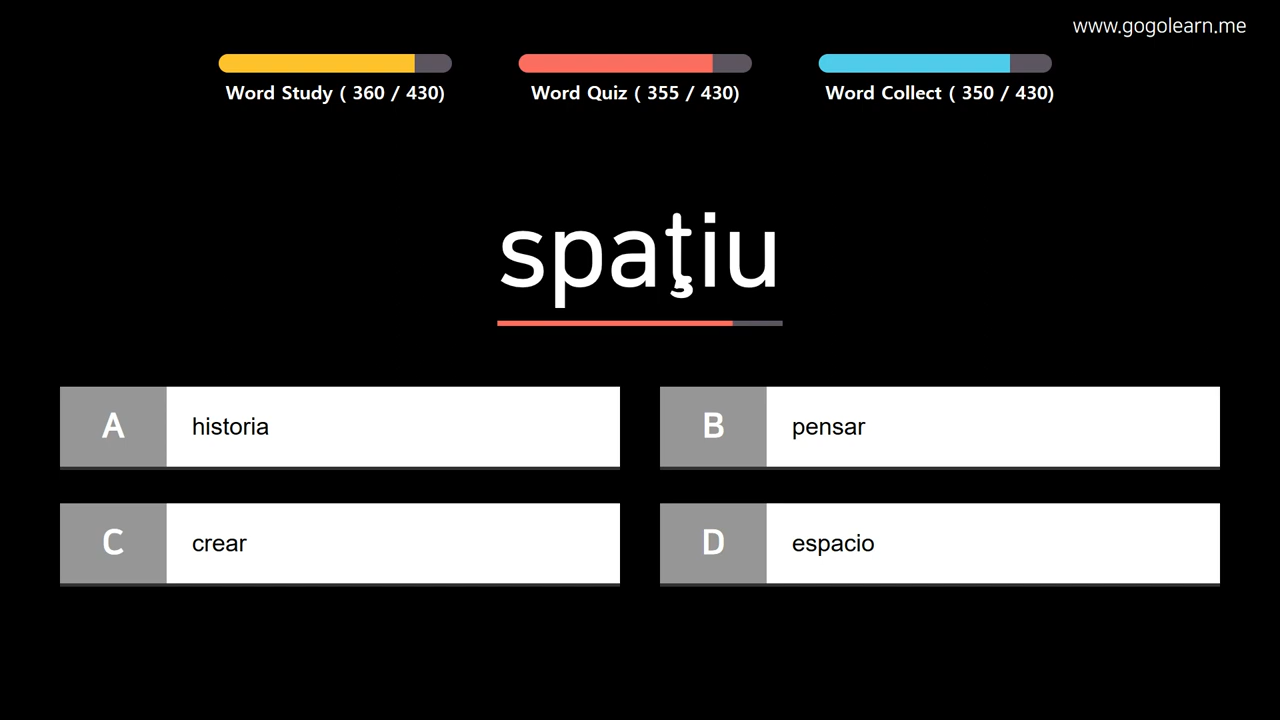 www.gogolearn.me
Word Study ( 360 / 430)
Word Quiz ( 355 / 430)
Word Collect ( 350 / 430)
spaţiu
A historia
B pensar
C crear
D espacio